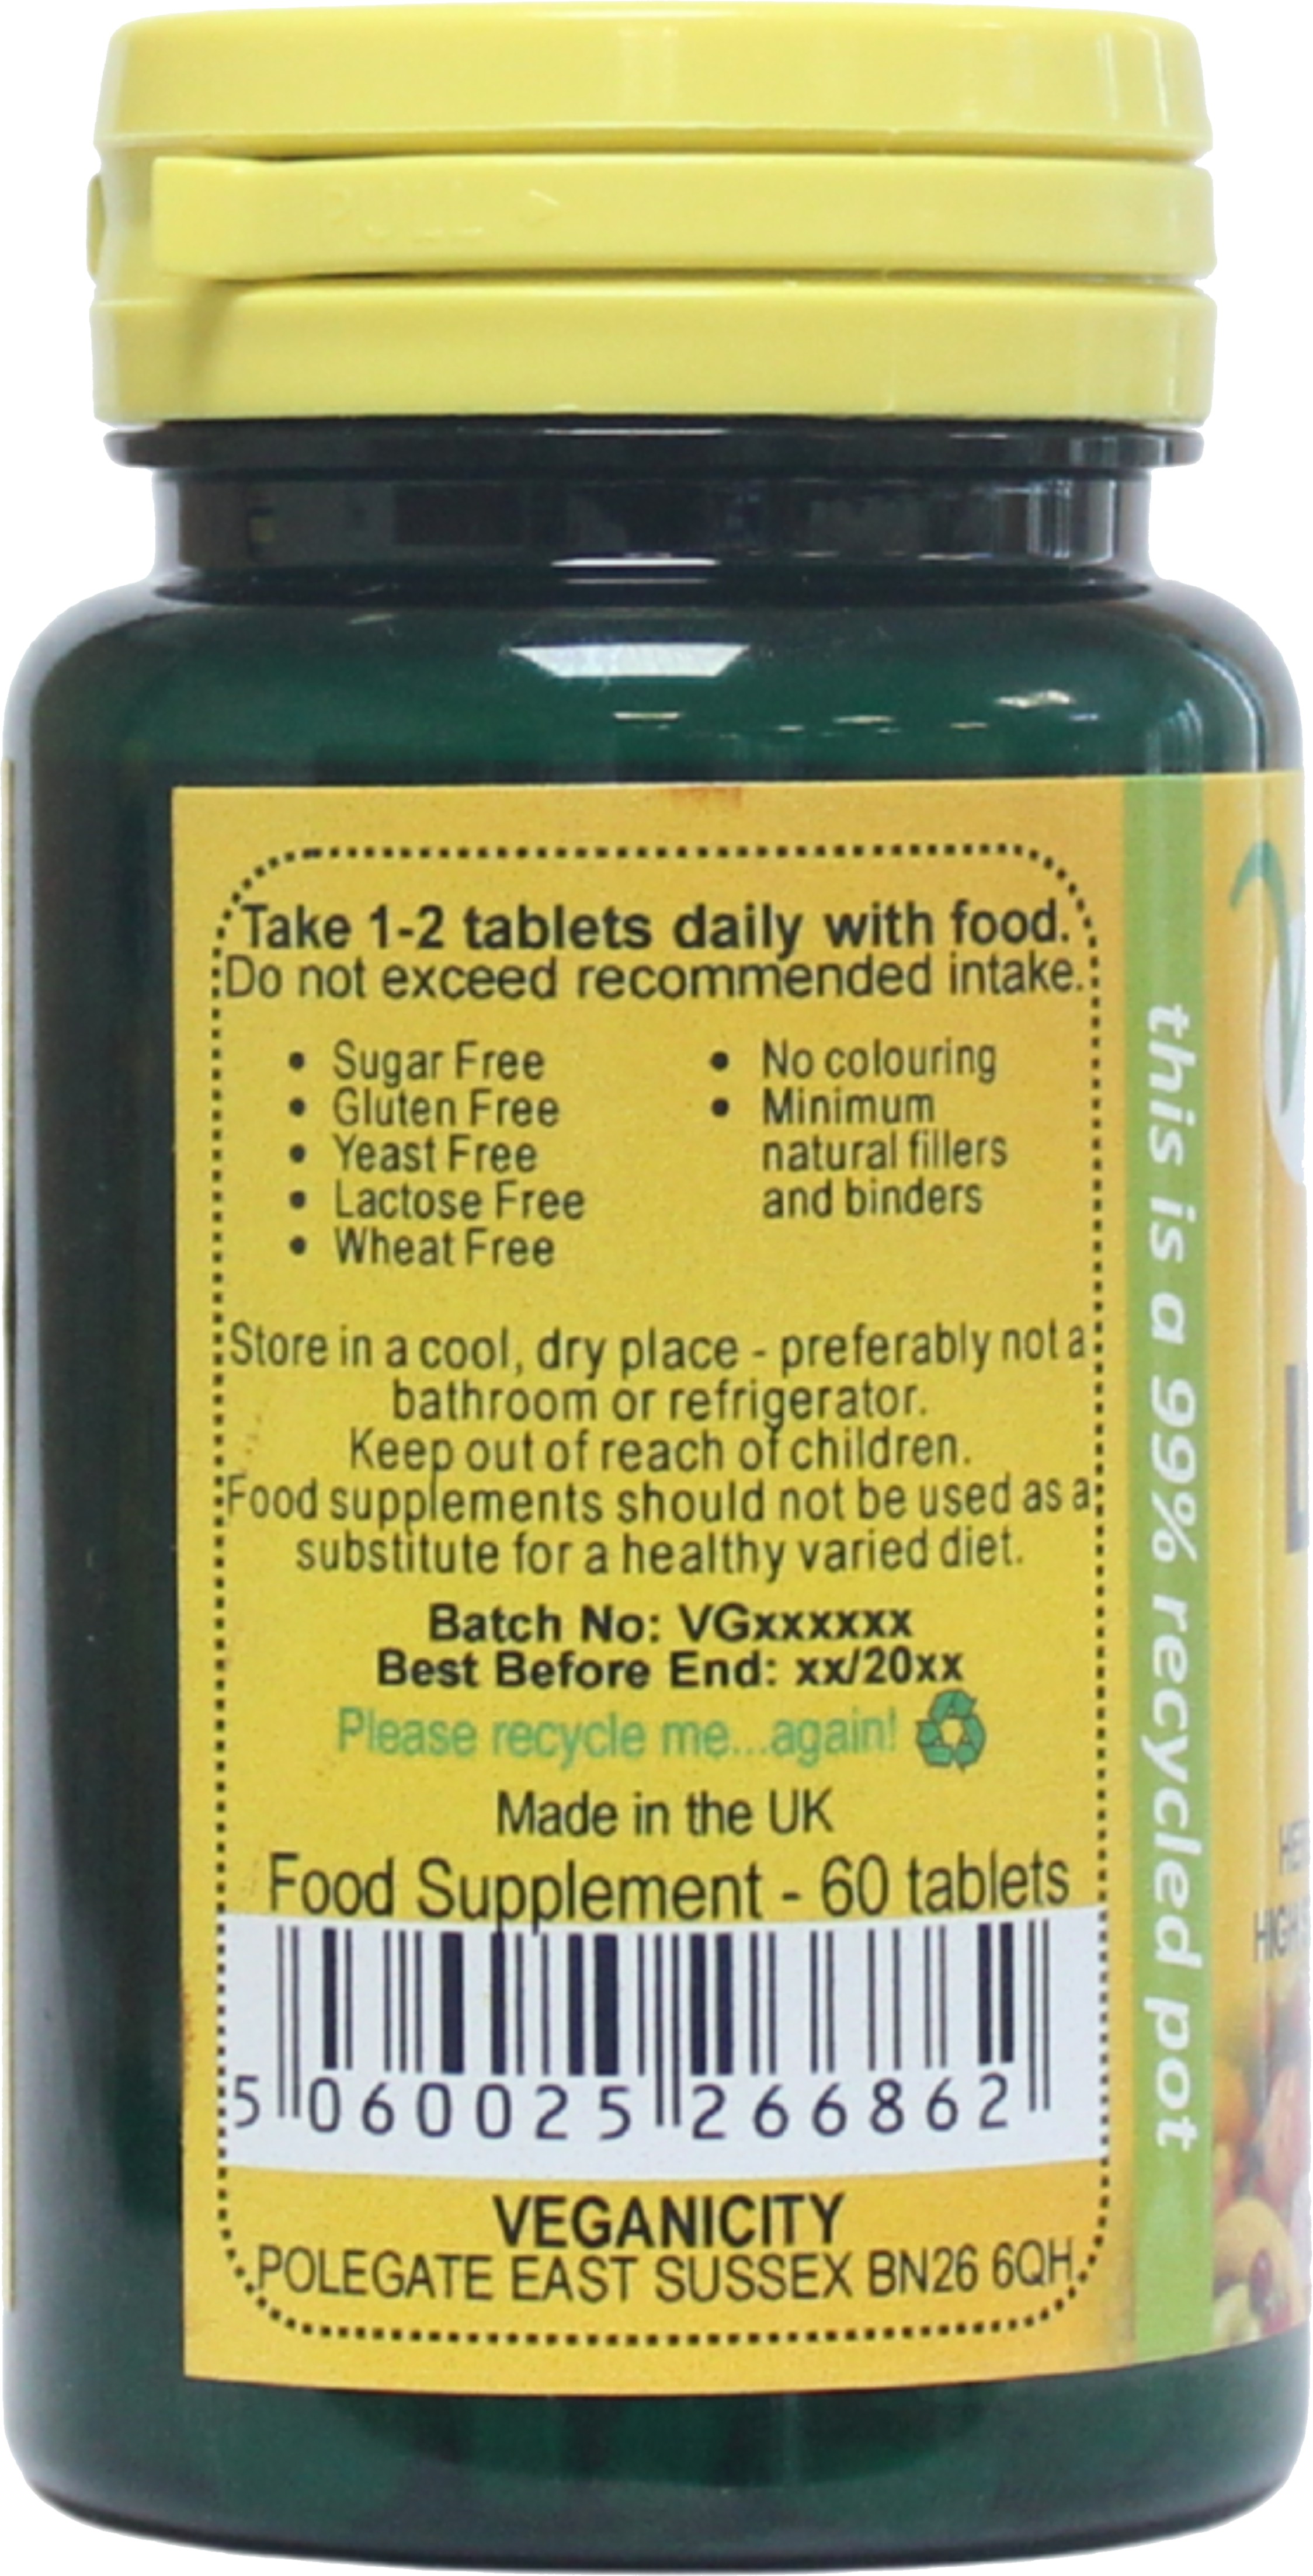 Take 1-2 tablets daily with food.
Do not exceed recommended intake.
• Sugar Free
• Gluten Free
• Yeast Free
• Lactose Free
• Wheat Free
• No colouring
• Minimum
natural fillers
and binders
Store in a cool, dry place - preferably not a
bathroom or refrigerator.
Keep out of reach of children.
Food supplements should not be used as a
substitute for a healthy varied diet.
Batch No: VGxxxxxx
Best Before End: xx/20xx
Please recycle me...again!
Made in the UK
Food Supplement - 60 tablets
5 060025 266862
VEGANICITY
POLEGATE EAST SUSSEX BN26 6QH
this is a 99% recycled pot
HIGH